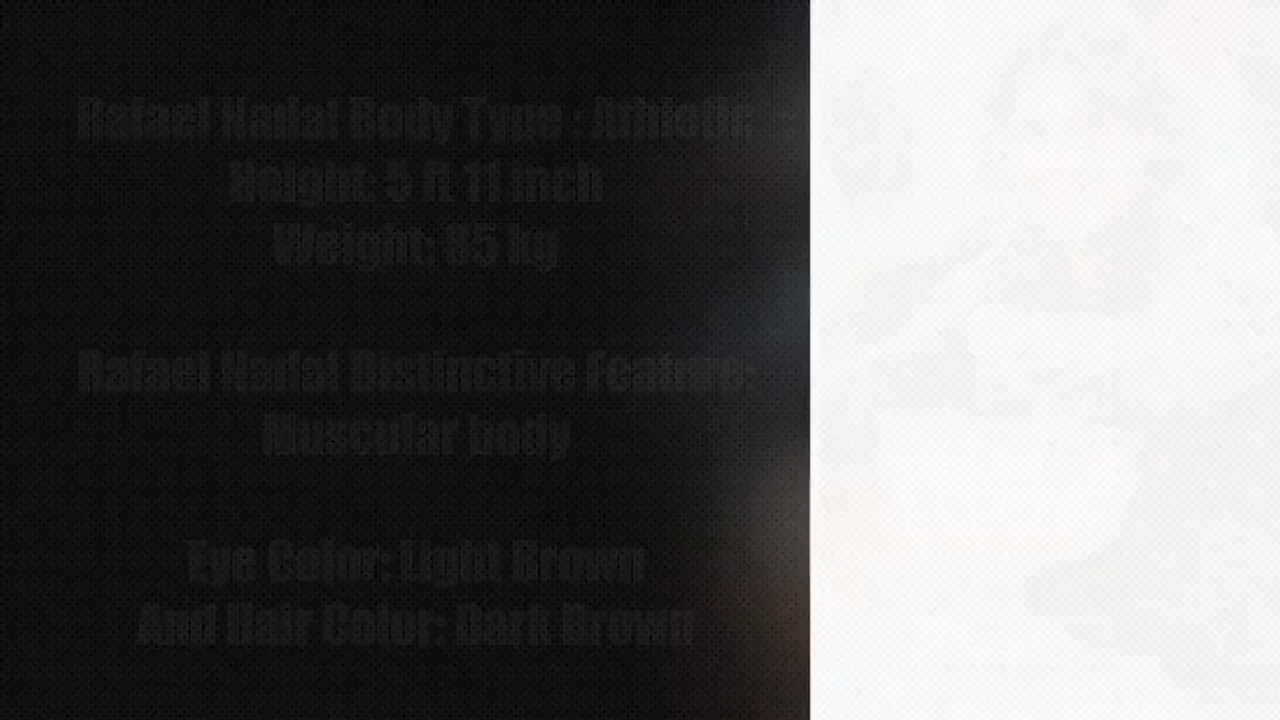 Rafael Nadal Body Type : Athletic
Height: 5 ft 11 inch
Weight: 85 kg
Rafael Nadal Distinctive Feature:
Muscular body
Eye Color: Light Brown
And Hair Color: Dark Brown